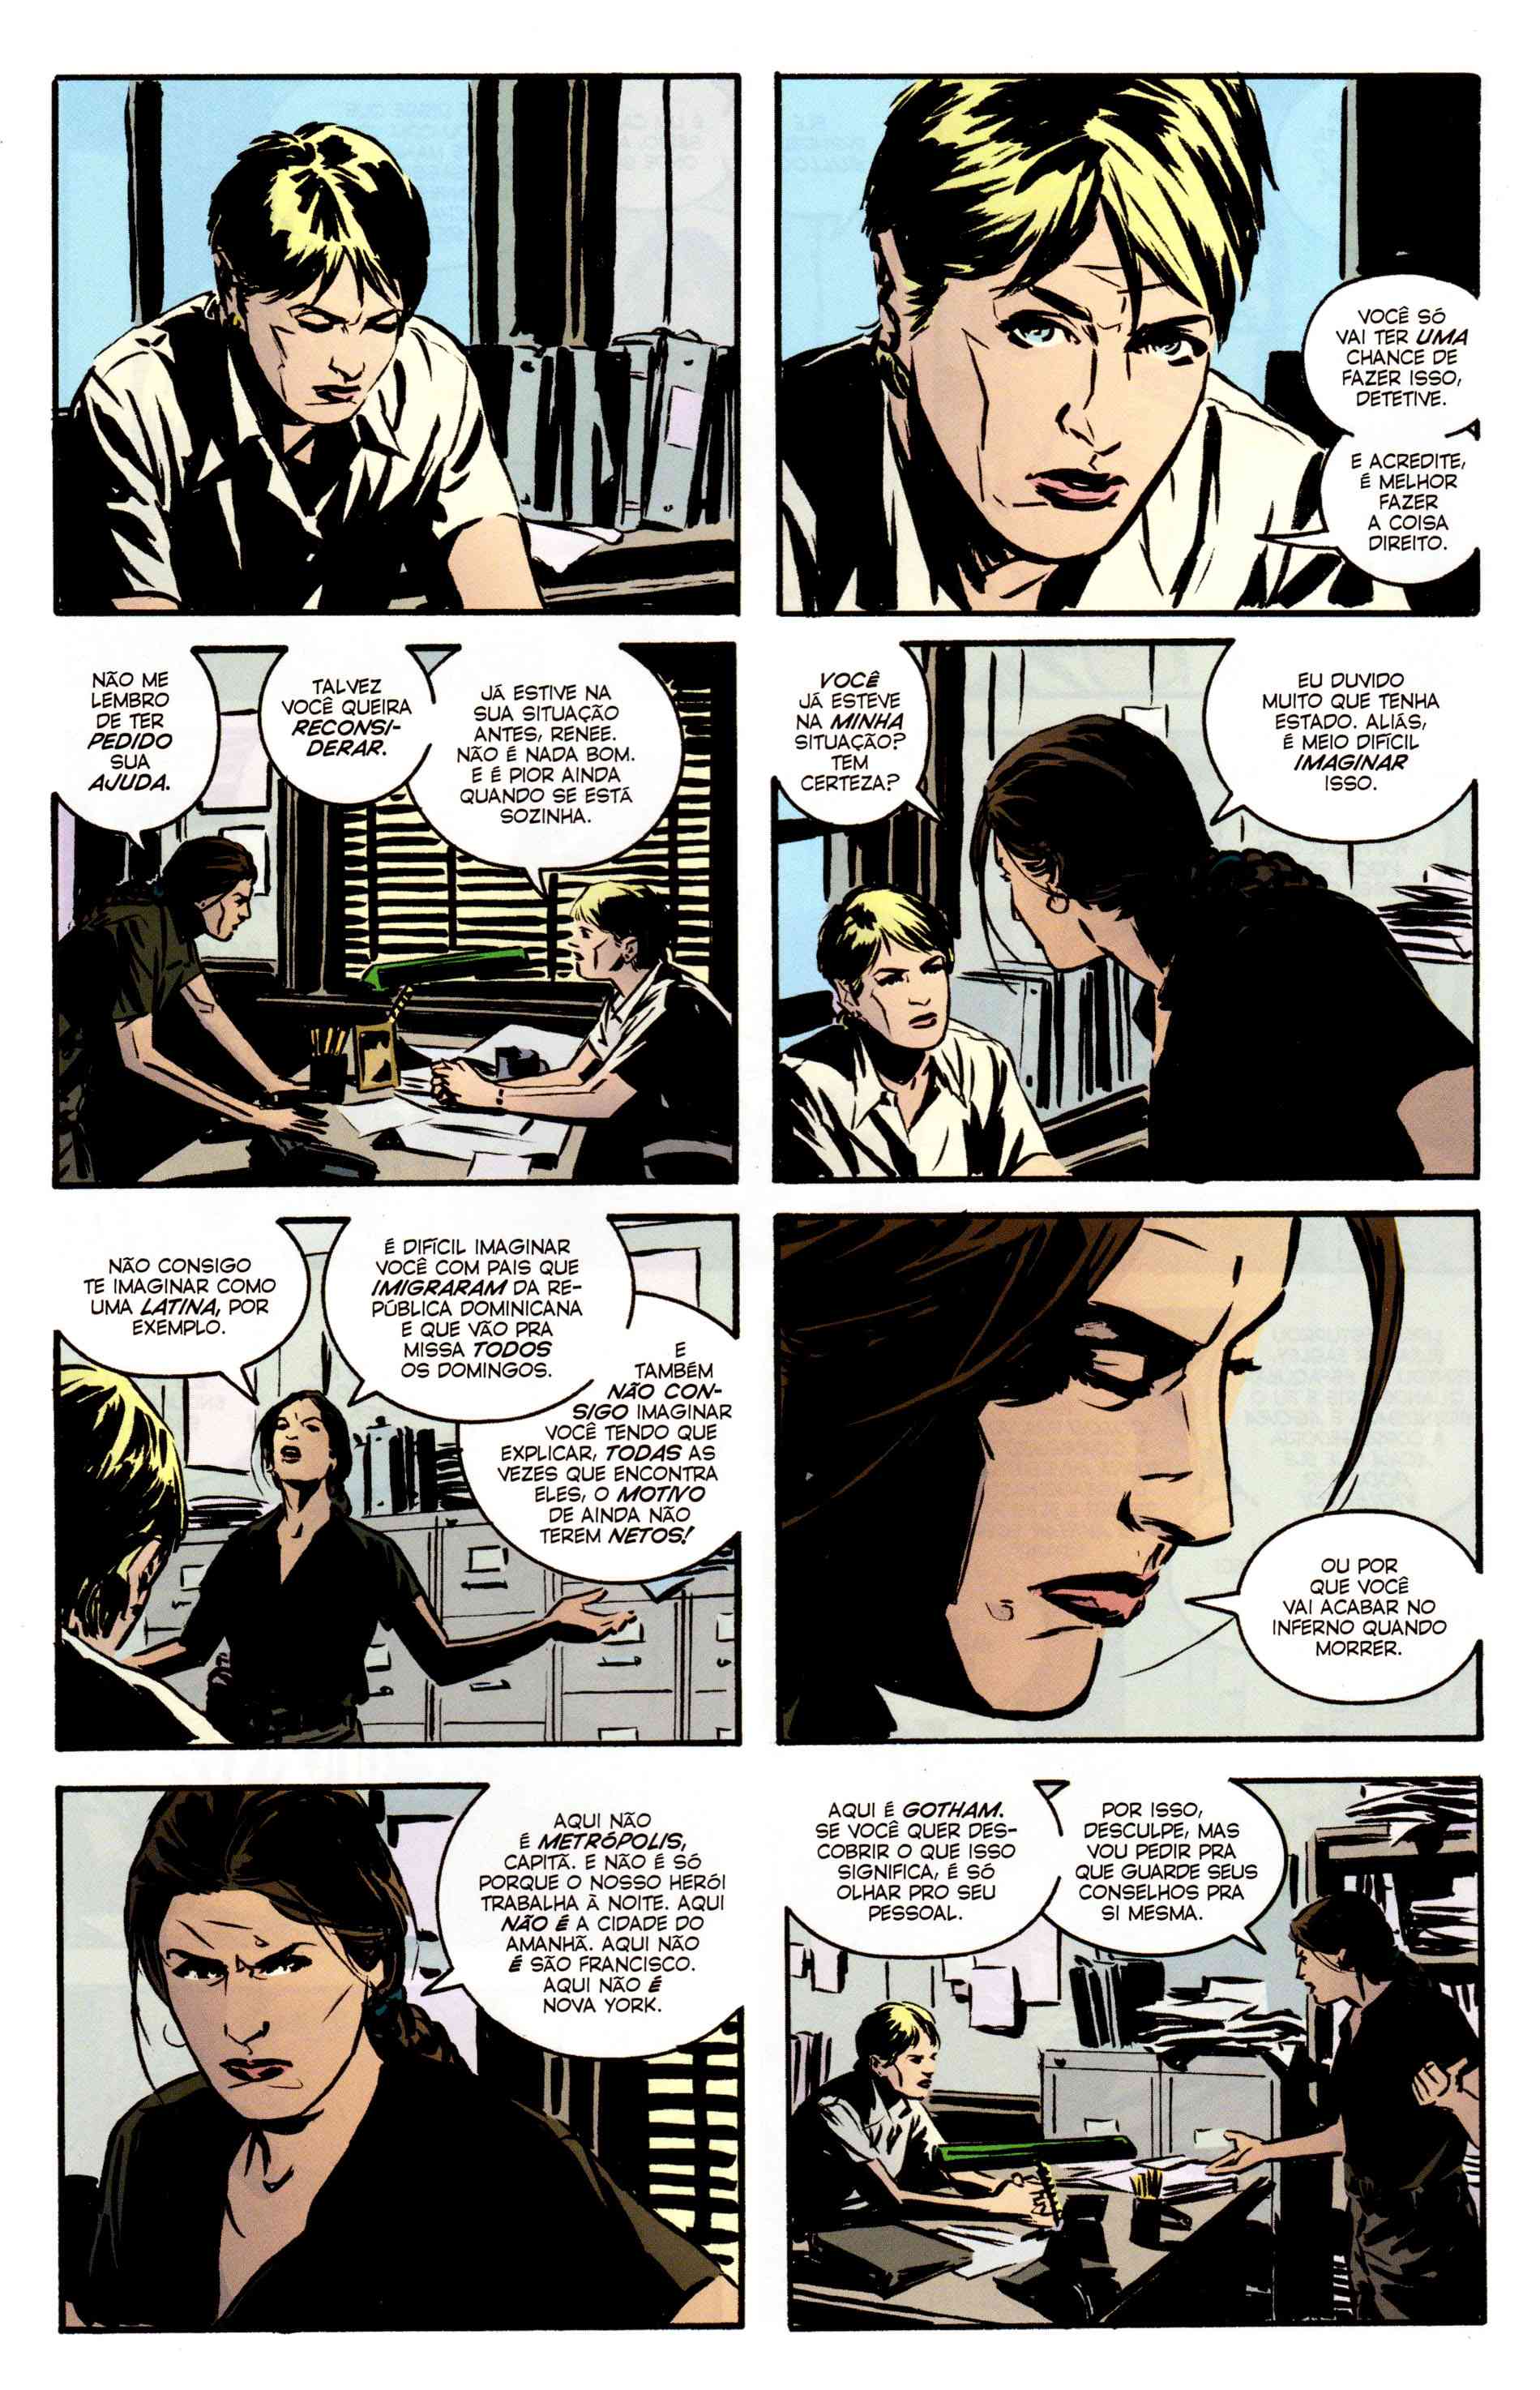 VOCÊ SÓ
VAI TER UMA
CHANCE DE
FAZER ISSO,
DETETIVE.
E ACREDITE,
É MELHOR
FAZER
A COISA
DIREITO.
NÃO ME
LEMBRO
DE TER
PEDIDO
SUA
AJUDA.
TALVEZ
VOCÊ QUEIRA
RECONSI-
DERAR.
JÁ ESTIVE NA
SUA SITUAÇÃO
ANTES, RENEE.
NÃO É NADA BOM.
E É PIOR AINDA
QUANDO SE ESTÁ
SOZINHA.
VOCÊ
JÁ ESTEVE
NA MINHA
SITUAÇÃO?
TEM
CERTEZA?
EU DUVIDO
MUITO QUE TENHA
ESTADO. ALIÁS,
É MEIO DIFÍCIL
IMAGINAR
ISSO.
NÃO CONSIGO
TE IMAGINAR COMO
UMA LATINA, POR
EXEMPLO.
É DIFÍCIL IMAGINAR
VOCÊ COM PAIS QUE
IMIGRARAM DA RE-
PÚBLICA DOMINICANA
E QUE VÃO PRA
MISSA TODOS
OS DOMINGOS.
E
TAMBÉM
NÃO CON-
SIGO IMAGINAR
VOCÊ TENDO QUE
EXPLICAR, TODAS AS
VEZES QUE ENCONTRA
ELES, O MOTIVO
DE AINDA NÃO
TEREM NETOS!
OU POR
QUE VOCÊ
VAI ACABAR NO
INFERNO QUANDO
MORRER.
AQUI NÃO
É METRÓPOLIS,
CAPITÃ. E NÃO É SÓ
PORQUE O NOSSO HERÓI
TRABALHA À NOITE. AQUI
NÃO É A CIDADE DO
AMANHÃ. AQUI NÃO
É SÃO FRANCISCO.
AQUI NÃO É
NOVA YORK.
AQUI É GOTHAM.
SE VOCÊ QUER DES-
COBRIR O QUE ISSO
SIGNIFICA, É SÓ
OLHAR PRO SEU
PESSOAL.
POR ISSO,
DESCULPE, MAS
VOU PEDIR PRA
QUE GUARDE SEUS
CONSELHOS PRA
SI MESMA.